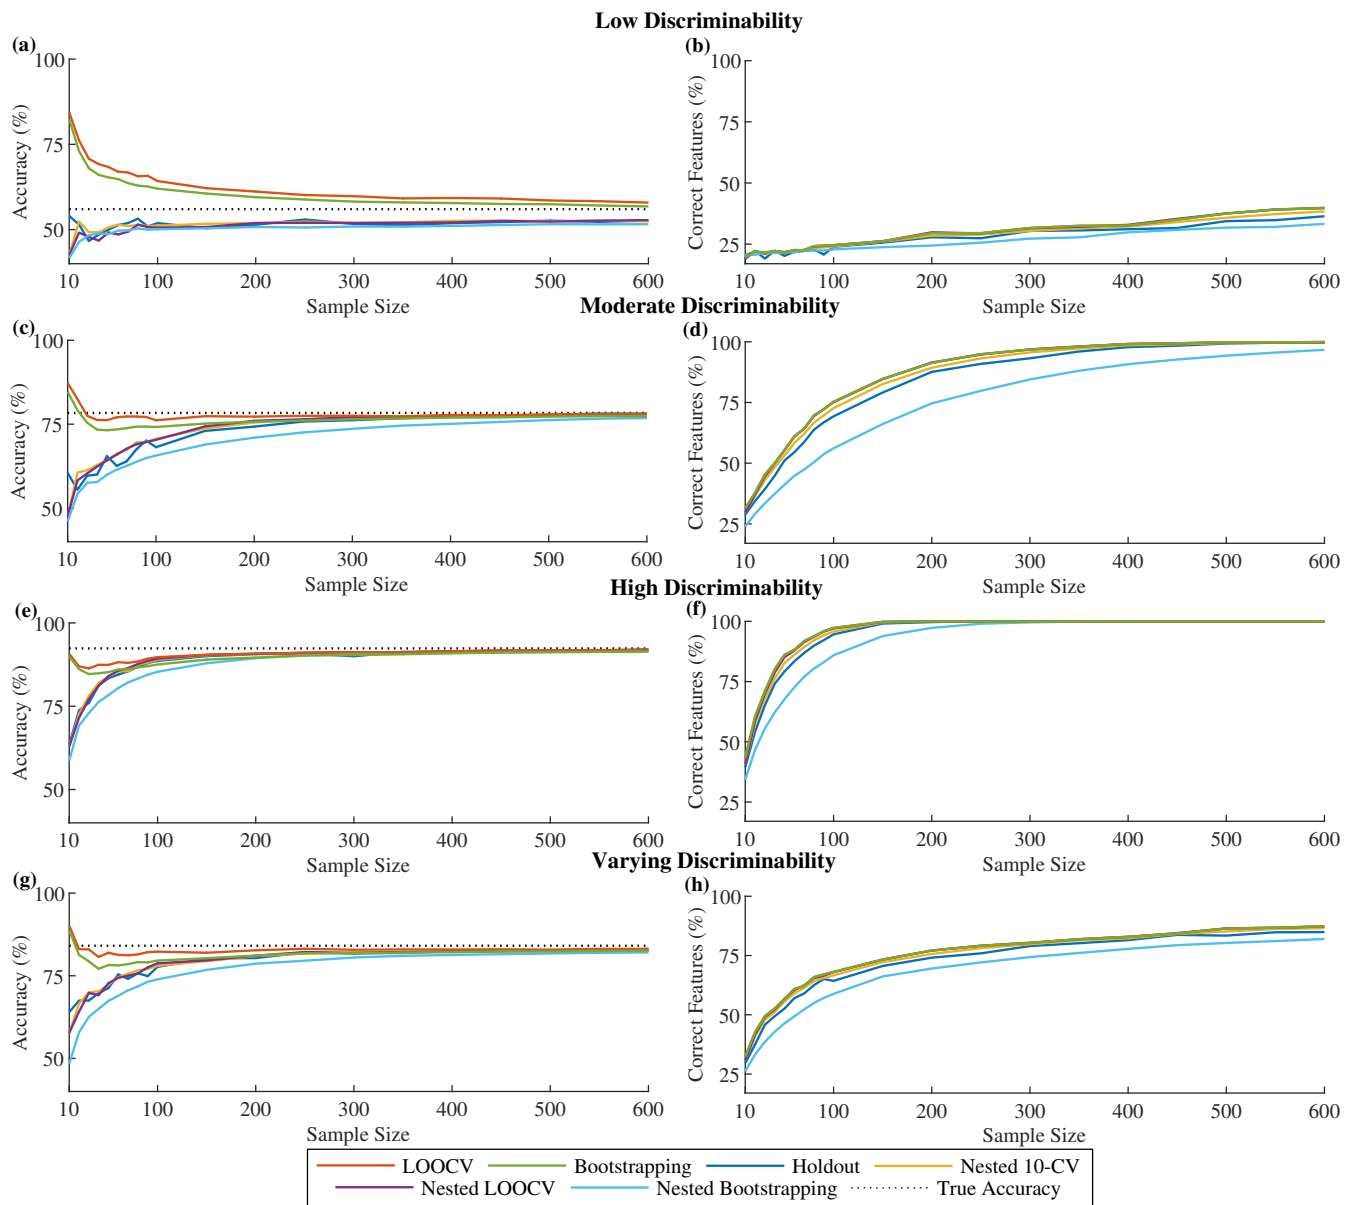 Low Discriminability
(a)
100
75
50
Accuracy (%)
10 100 200 300 400 500 600
Sample Size
(b)
100
75
50
25
Correct Features (%)
10 100 200 300 400 500 600
Sample Size
Moderate Discriminability
(c)
100
75
50
Accuracy (%)
10 100 200 300 400 500 600
Sample Size
(d)
100
75
50
25
Correct Features (%)
10 100 200 300 400 500 600
Sample Size
High Discriminability
(e)
100
75
50
Accuracy (%)
10 100 200 300 400 500 600
Sample Size
(f)
100
75
50
25
Correct Features (%)
10 100 200 300 400 500 600
Sample Size
Varying Discriminability
(g)
100
75
50
Accuracy (%)
10 100 200 300 400 500 600
Sample Size
(h)
100
75
50
25
Correct Features (%)
10 100 200 300 400 500 600
Sample Size
LOOCV Bootstrapping Holdout Nested 10-CV
Nested LOOCV Nested Bootstrapping True Accuracy